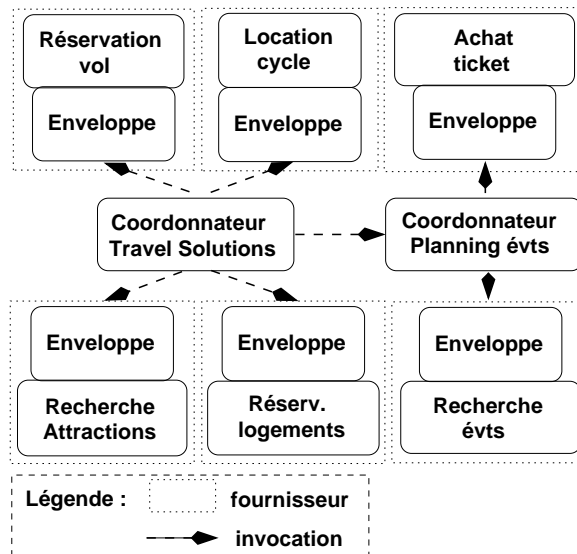 Réservation
vol
Enveloppe
Location
cycle
Enveloppe
Achat
ticket
Enveloppe
Coordonnateur
Travel Solutions
Coordonnateur
Planning évts
Enveloppe
Recherche
Attractions
Enveloppe
Réserv.
logements
Enveloppe
Recherche
évts
Légende :
fournisseur
invocation